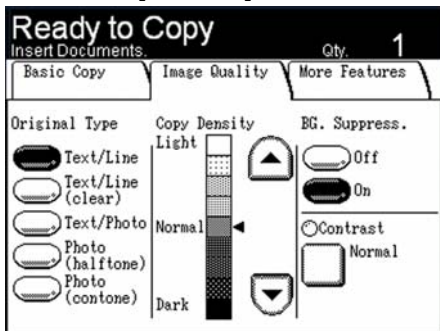 Ready to Copy
Insert Documents.
Qty. 1
Basic Copy
Image Quality
More Features
Original Type
Text/Line
Text/Line
(clear)
Text/Photo
Photo
(halftone)
Photo
(contone)
Copy Density
Light
Normal
Dark
BG. Suppress.
Off
On
Contrast
Normal